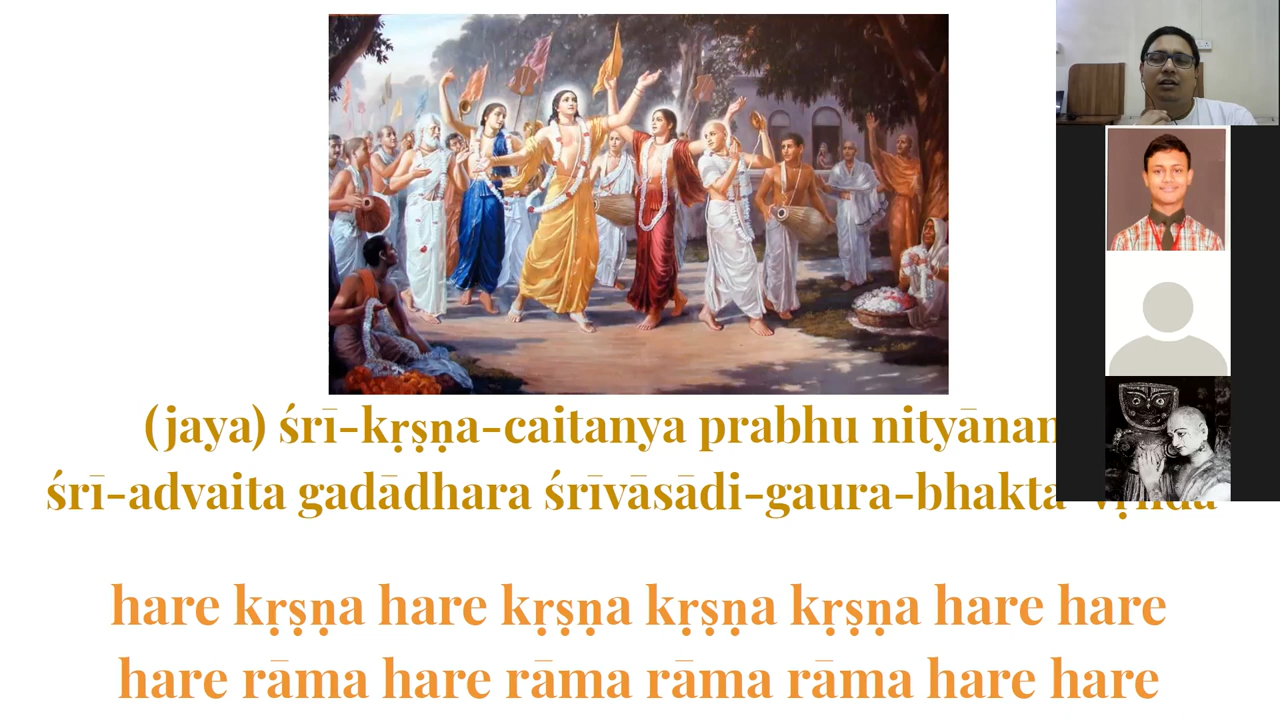 (jaya) śrī-kṛṣṇa-caitanya prabhu nityānan
śrī-advaita gadādhara śrīvāsādi-gaura-bhakta
hare kṛṣṇa hare kṛṣṇa kṛṣṇa kṛṣṇa hare hare
hare rāma hare rāma rāma rāma hare hare